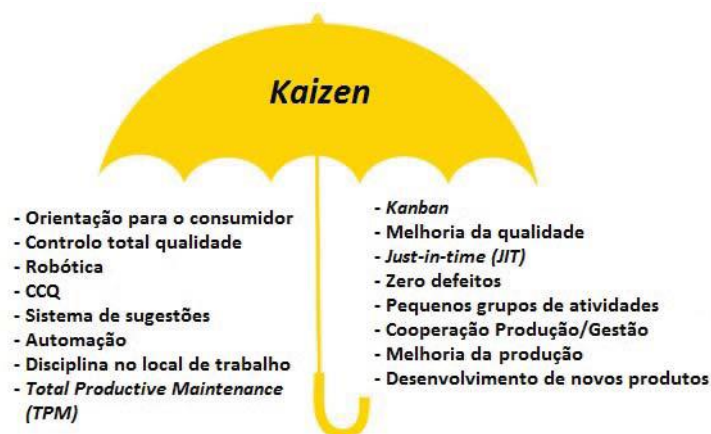 Kaizen
- Orientação para o consumidor
- Controlo total qualidade
- Robótica
- CCQ
- Sistema de sugestões
- Automação
- Disciplina no local de trabalho
- Total Productive Maintenance
(TPM)
- Kanban
- Melhoria da qualidade
- Just-in-time (JIT)
- Zero defeitos
- Pequenos grupos de atividades
- Cooperação Produção/Gestão
- Melhoria da produção
- Desenvolvimento de novos produtos